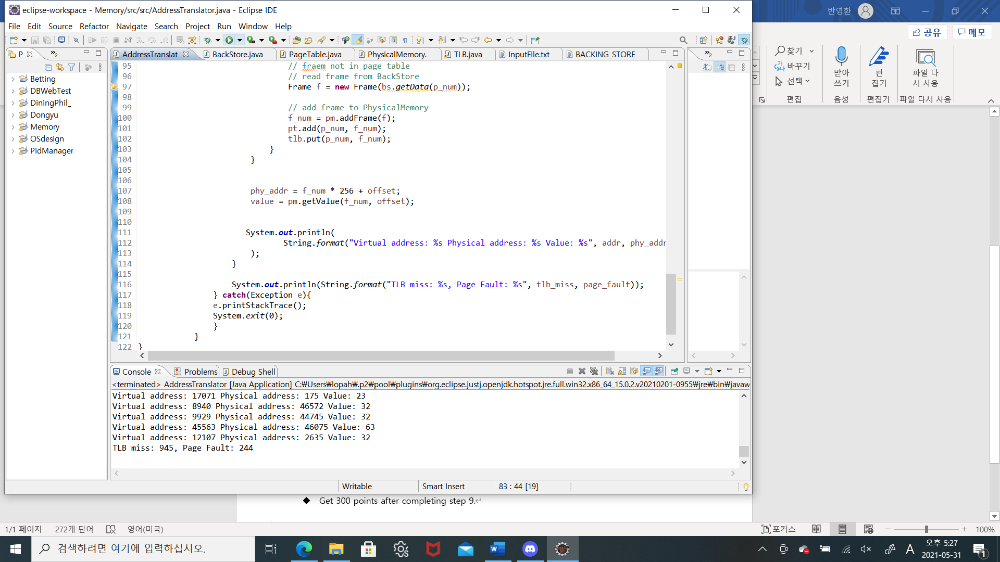 eclipse-workspace - Memory/src/src/AddressTranslator.java - Eclipse IDE
반영환
File Edit Source Refactor Navigate Search Project Run Window Help
공유
메모
P
AddressTranslat
BackStore.java
PageTable.java
PhysicalMemory.
TLB.java
InputFile.txt
BACKING_STORE
찾기
바꾸기
선택
편집
받아
쓰기
음성
편
집기
편집기
파일 다
시 사용
파일 다시 사용
Betting
DBWebTest
DiningPhil_
Dongyu
Memory
OSdesign
PidManager
95 // fraem not in page table
96 // read frame from BackStore
97 Frame f = new Frame(bs.getData(p_num));
98
99 // add frame to PhysicalMemory
100 f_num = pm.addFrame(f);
101 pt.add(p_num, f_num);
102 tlb.put(p_num, f_num);
103 }
104 }
105
106
107 phy_addr = f_num * 256 + offset;
108 value = pm.getValue(f_num, offset);
109
110
111 System.out.println(
112 String.format("Virtual address: %s Physical address: %s Value: %s", addr, phy_addr
113 );
114 }
115
116 System.out.println(String.format("TLB miss: %s, Page Fault: %s", tlb_miss, page_fault));
117 } catch(Exception e){
118 e.printStackTrace();
119 System.exit(0);
120 }
121 }
122 }
Console
Problems
Debug Shell
<terminated> AddressTranslator [Java Application] C:₩Users₩lopah₩.p2₩pool₩plugins₩org.eclipse.justj.openjdk.hotspot.jre.full.win32.x86_64_15.0.2.v20210201-0955₩jre₩bin₩javaw
Virtual address: 17071 Physical address: 175 Value: 23
Virtual address: 8940 Physical address: 46572 Value: 32
Virtual address: 9929 Physical address: 44745 Value: 32
Virtual address: 45563 Physical address: 46075 Value: 63
Virtual address: 12107 Physical address: 2635 Value: 32
TLB miss: 945, Page Fault: 244
Writable
Smart Insert
83 : 44 [19]
◆ Get 300 points after completing step 9.
1/1 페이지
272개 단어
영어(미국)
포커스
100%
검색하려면 여기에 입력하십시오.
A
오후 5:27
2021-05-31
1